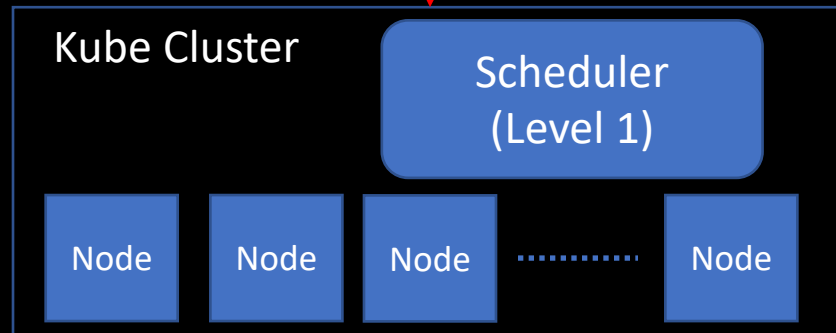 Kube Cluster
Scheduler
(Level 1)
Node
Node
Node
Node